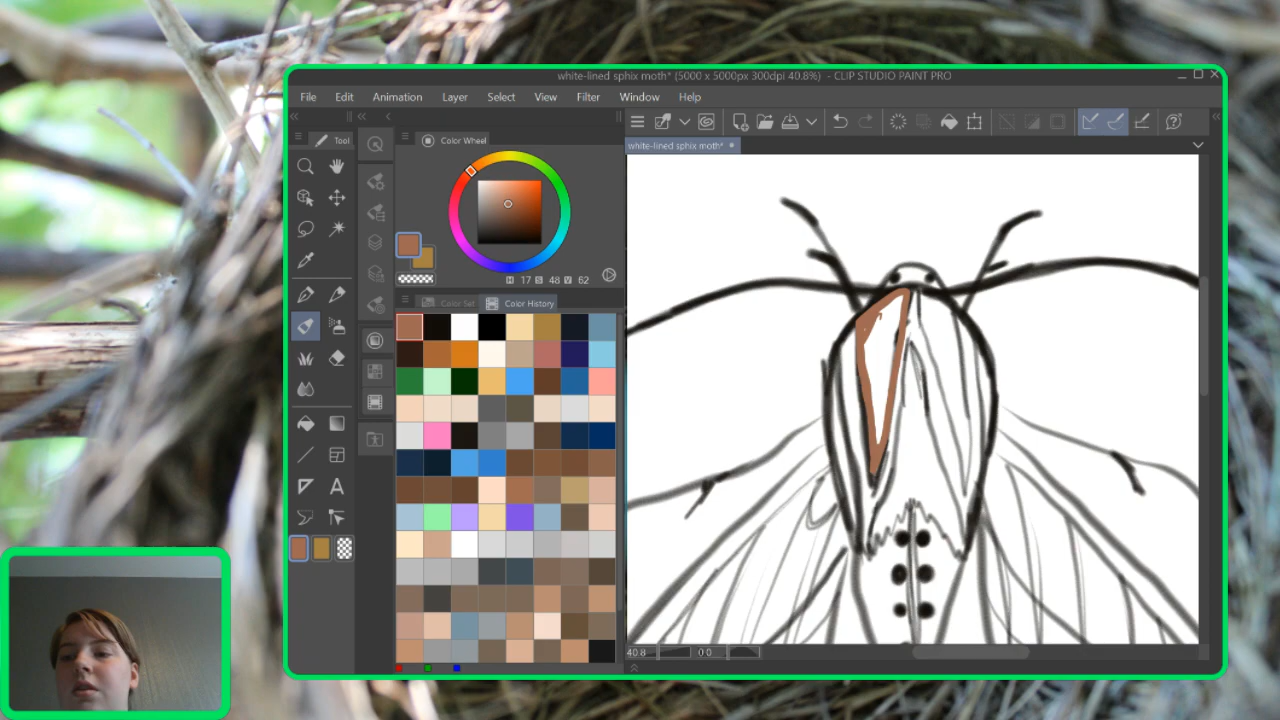 white-lined sphix moth* (5000 x 5000px 300dpi 40.8%) - CLIP STUDIO PAINT PRO
File Edit Animation Layer Select View Filter Window Help
Tool
Color Wheel
white-lined sphix moth*
H 17 S 48 V 62
Color Set Color History
A
40.8 0.0